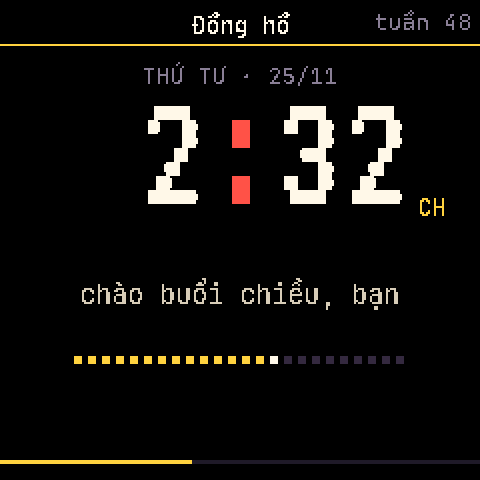 Đồng hồ
tuần 48
THỨ TƯ · 25/11
2:32 CH
chào buổi chiều, bạn